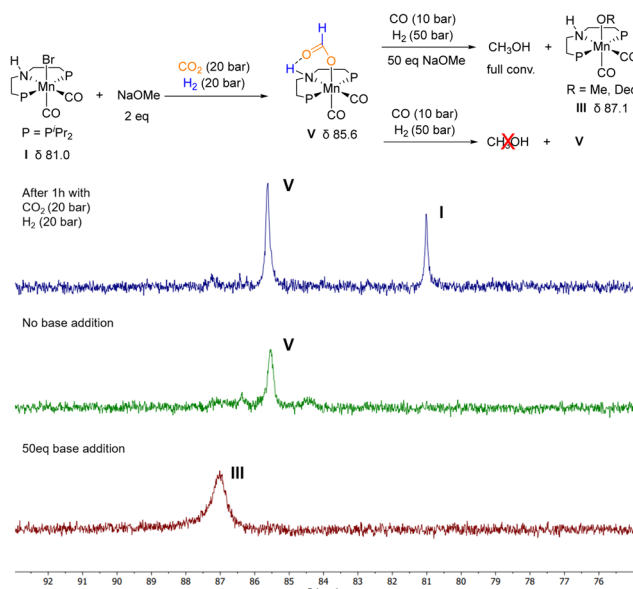 H
Br
N
P
Mn
CO
P
CO
P = PⁱPr₂
I δ 81.0
+ NaOMe
2 eq
CO₂ (20 bar)
H₂ (20 bar)
H
O
O
H
N
P
Mn
CO
P
CO
V δ 85.6
CO (10 bar)
H₂ (50 bar)
50 eq NaOMe
CH₃OH +
full conv.
H
OR
N
P
Mn
CO
P
CO
R = Me, Dec
III δ 87.1
CO (10 bar)
H₂ (50 bar)
CH₃OH + V
After 1h with
CO₂ (20 bar)
H₂ (20 bar)
V
I
No base addition
V
50eq base addition
III
92 91 90 89 88 87 86 85 84 83 82 81 80 79 78 77 76